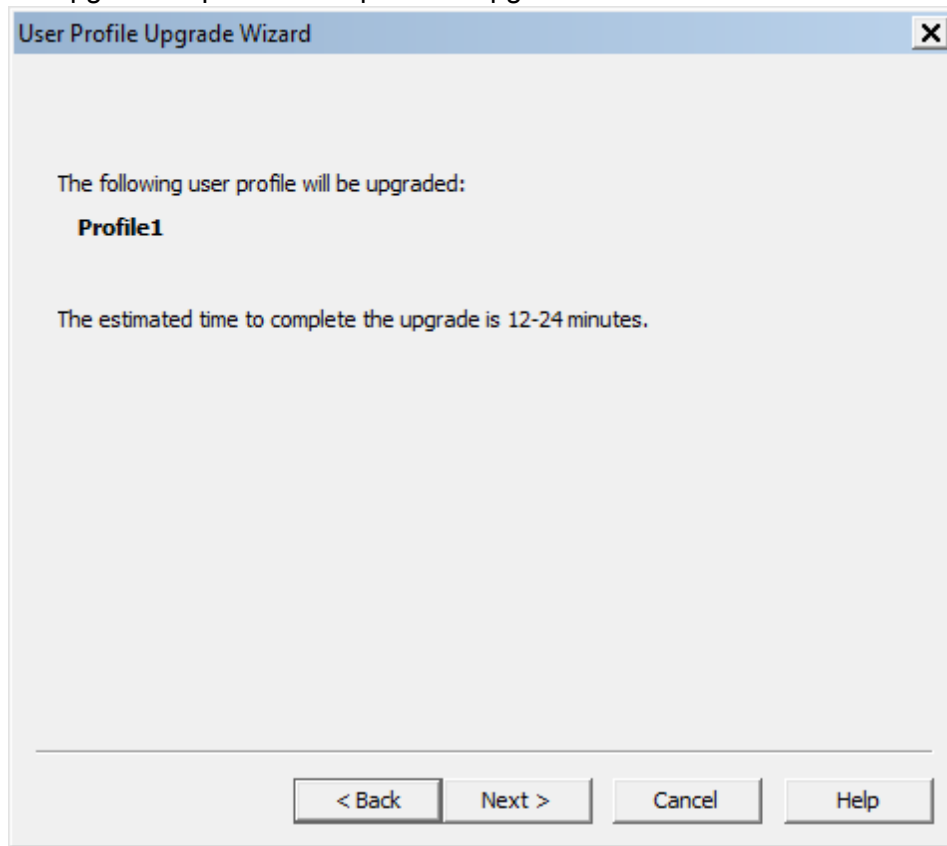 User Profile Upgrade Wizard
The following user profile will be upgraded:
Profile1
The estimated time to complete the upgrade is 12-24 minutes.
< Back Next > Cancel Help